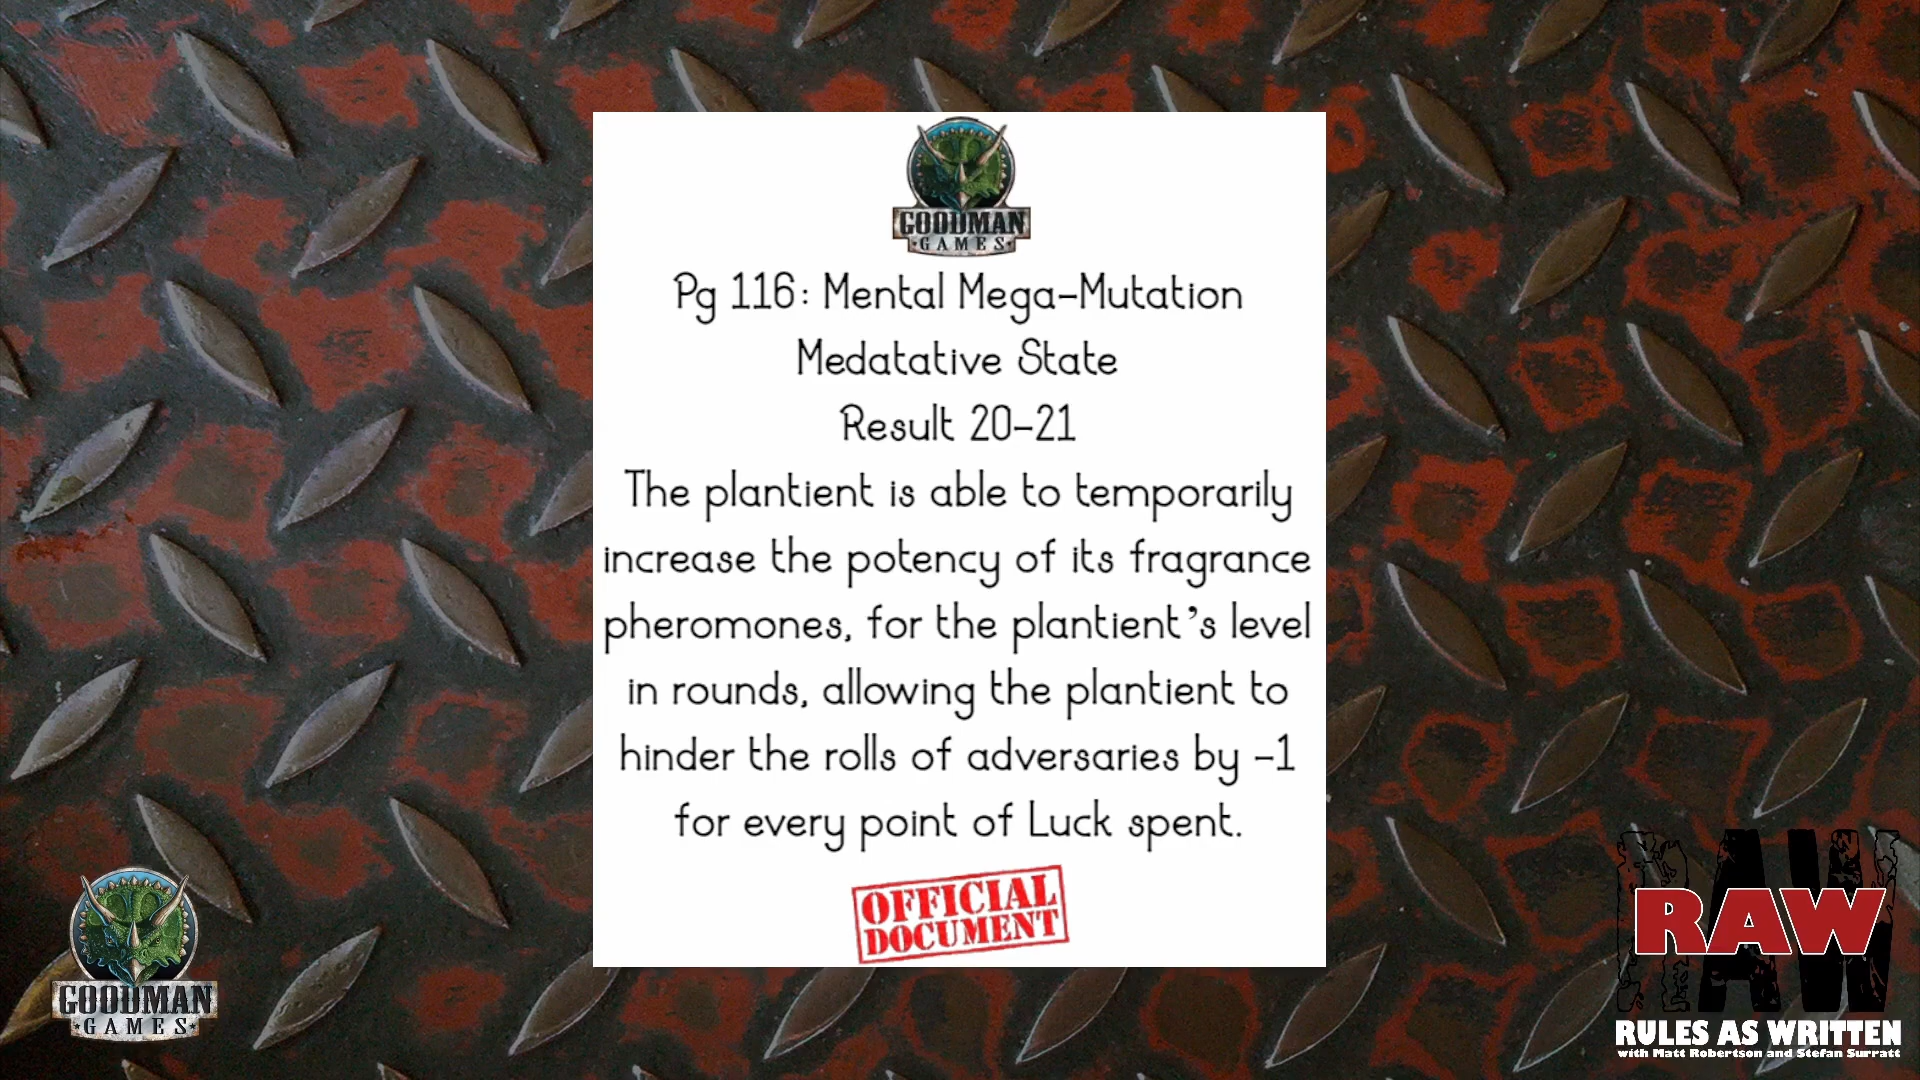 GOODMAN
GAMES
Pg 116: Mental Mega-Mutation
Medatative State
Result 20-21
The plantient is able to temporarily
increase the potency of its fragrance
pheromones, for the plantient's level
in rounds, allowing the plantient to
hinder the rolls of adversaries by -1
for every point of Luck spent.
OFFICIAL
DOCUMENT
GOODMAN
GAMES
RAW
RAW
RULES AS WRITTEN
with Matt Robertson and Stefan Surratt